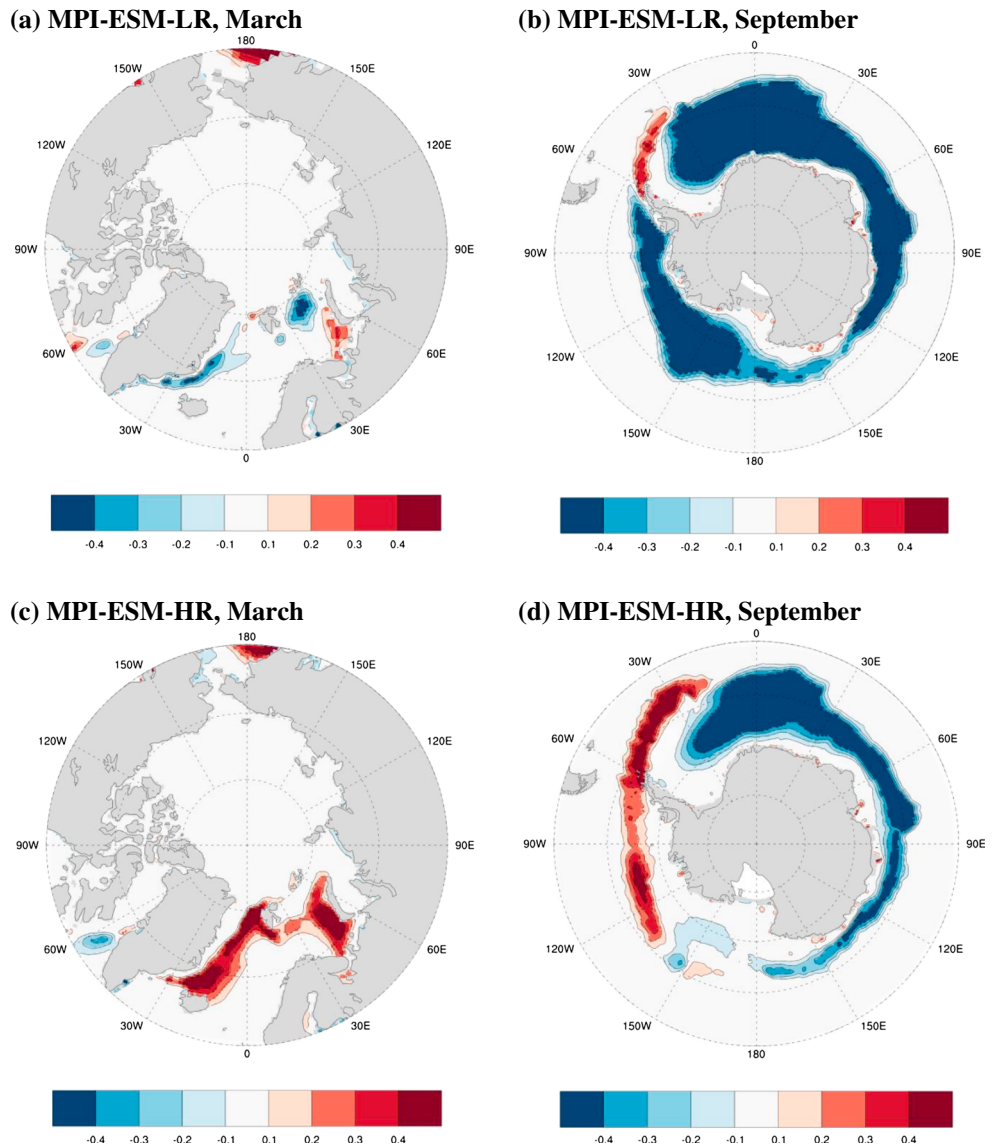 (a) MPI-ESM-LR, March
(b) MPI-ESM-LR, September
180
150W
150E
120W
120E
90W
90E
60W
60E
30W
30E
0
0
30W
30E
60W
60E
90W
90E
120W
120E
150W
150E
180
-0.4 -0.3 -0.2 -0.1 0.1 0.2 0.3 0.4
-0.4 -0.3 -0.2 -0.1 0.1 0.2 0.3 0.4
(c) MPI-ESM-HR, March
(d) MPI-ESM-HR, September
180
150W
150E
120W
120E
90W
90E
60W
60E
30W
30E
0
0
30W
30E
60W
60E
90W
90E
120W
120E
150W
150E
180
-0.4 -0.3 -0.2 -0.1 0.1 0.2 0.3 0.4
-0.4 -0.3 -0.2 -0.1 0.1 0.2 0.3 0.4